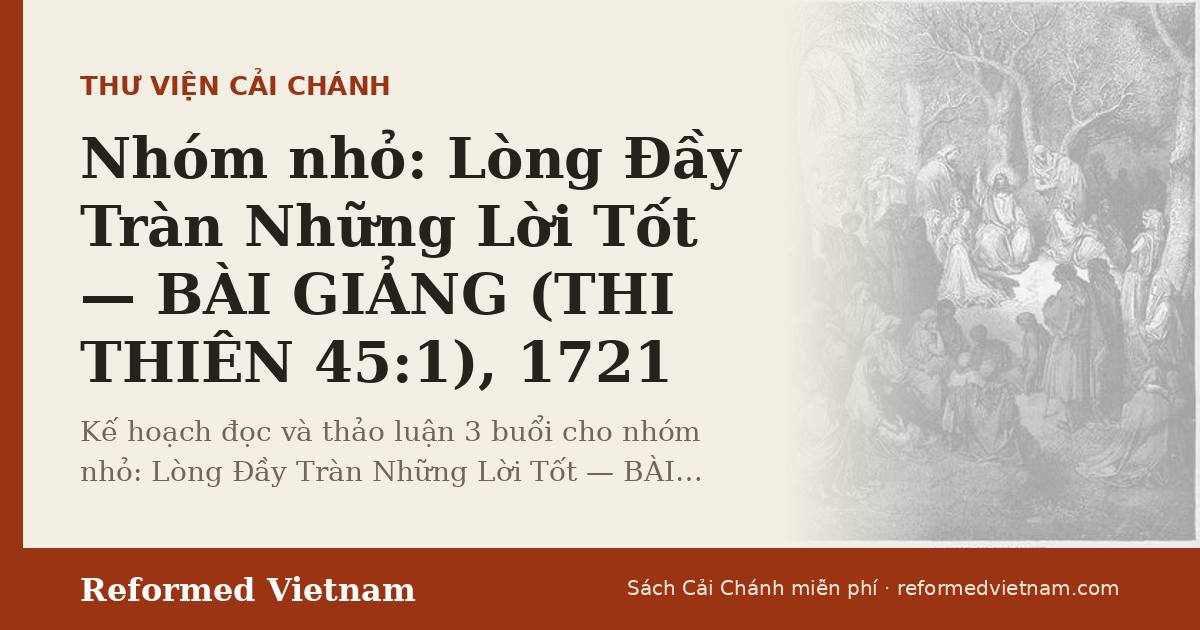 THƯ VIỆN CẢI CHÁNH
Nhóm nhỏ: Lòng Đầy
Tràn Những Lời Tốt
— BÀI GIẢNG (THI
THIÊN 45:1), 1721
Kế hoạch đọc và thảo luận 3 buổi cho nhóm
nhỏ: Lòng Đầy Tràn Những Lời Tốt — BÀI...
Reformed Vietnam
Sách Cải Chánh miễn phí · reformedvietnam.com